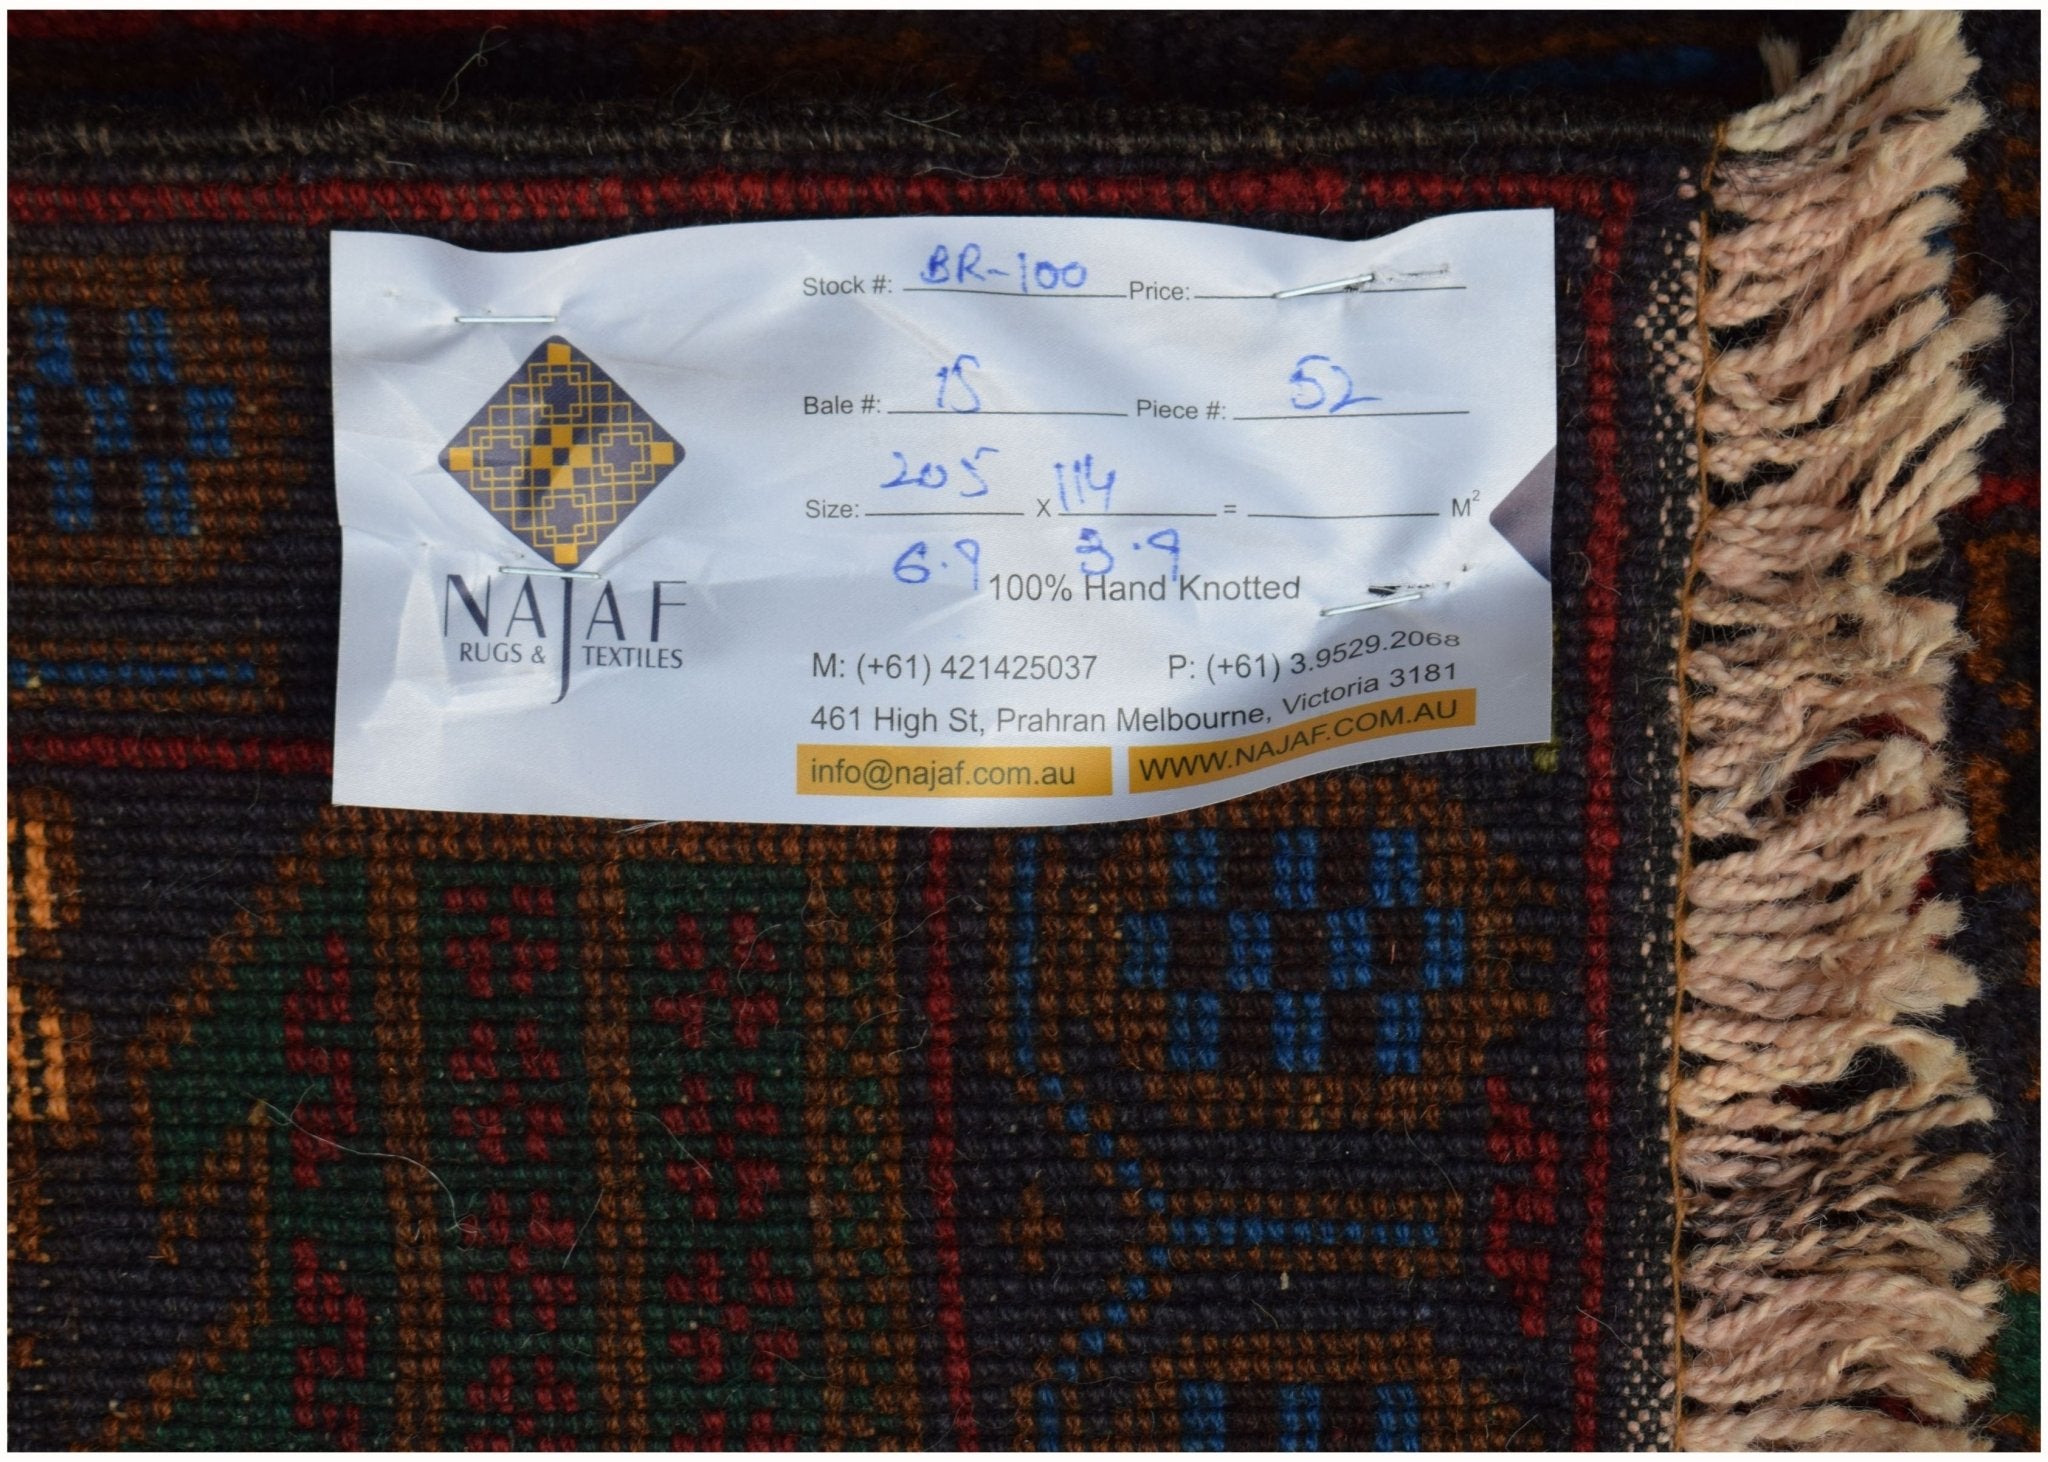 Stock #: BR-100 Price:
Bale #: 15 Piece #: 52
Size: 205 X 114 = M²
6.9 3.9
100% Hand Knotted
NAJAF
RUGS & TEXTILES
M: (+61) 421425037 P: (+61) 3.9529.2068
461 High St, Prahran Melbourne, Victoria 3181
info@najaf.com.au WWW.NAJAF.COM.AU